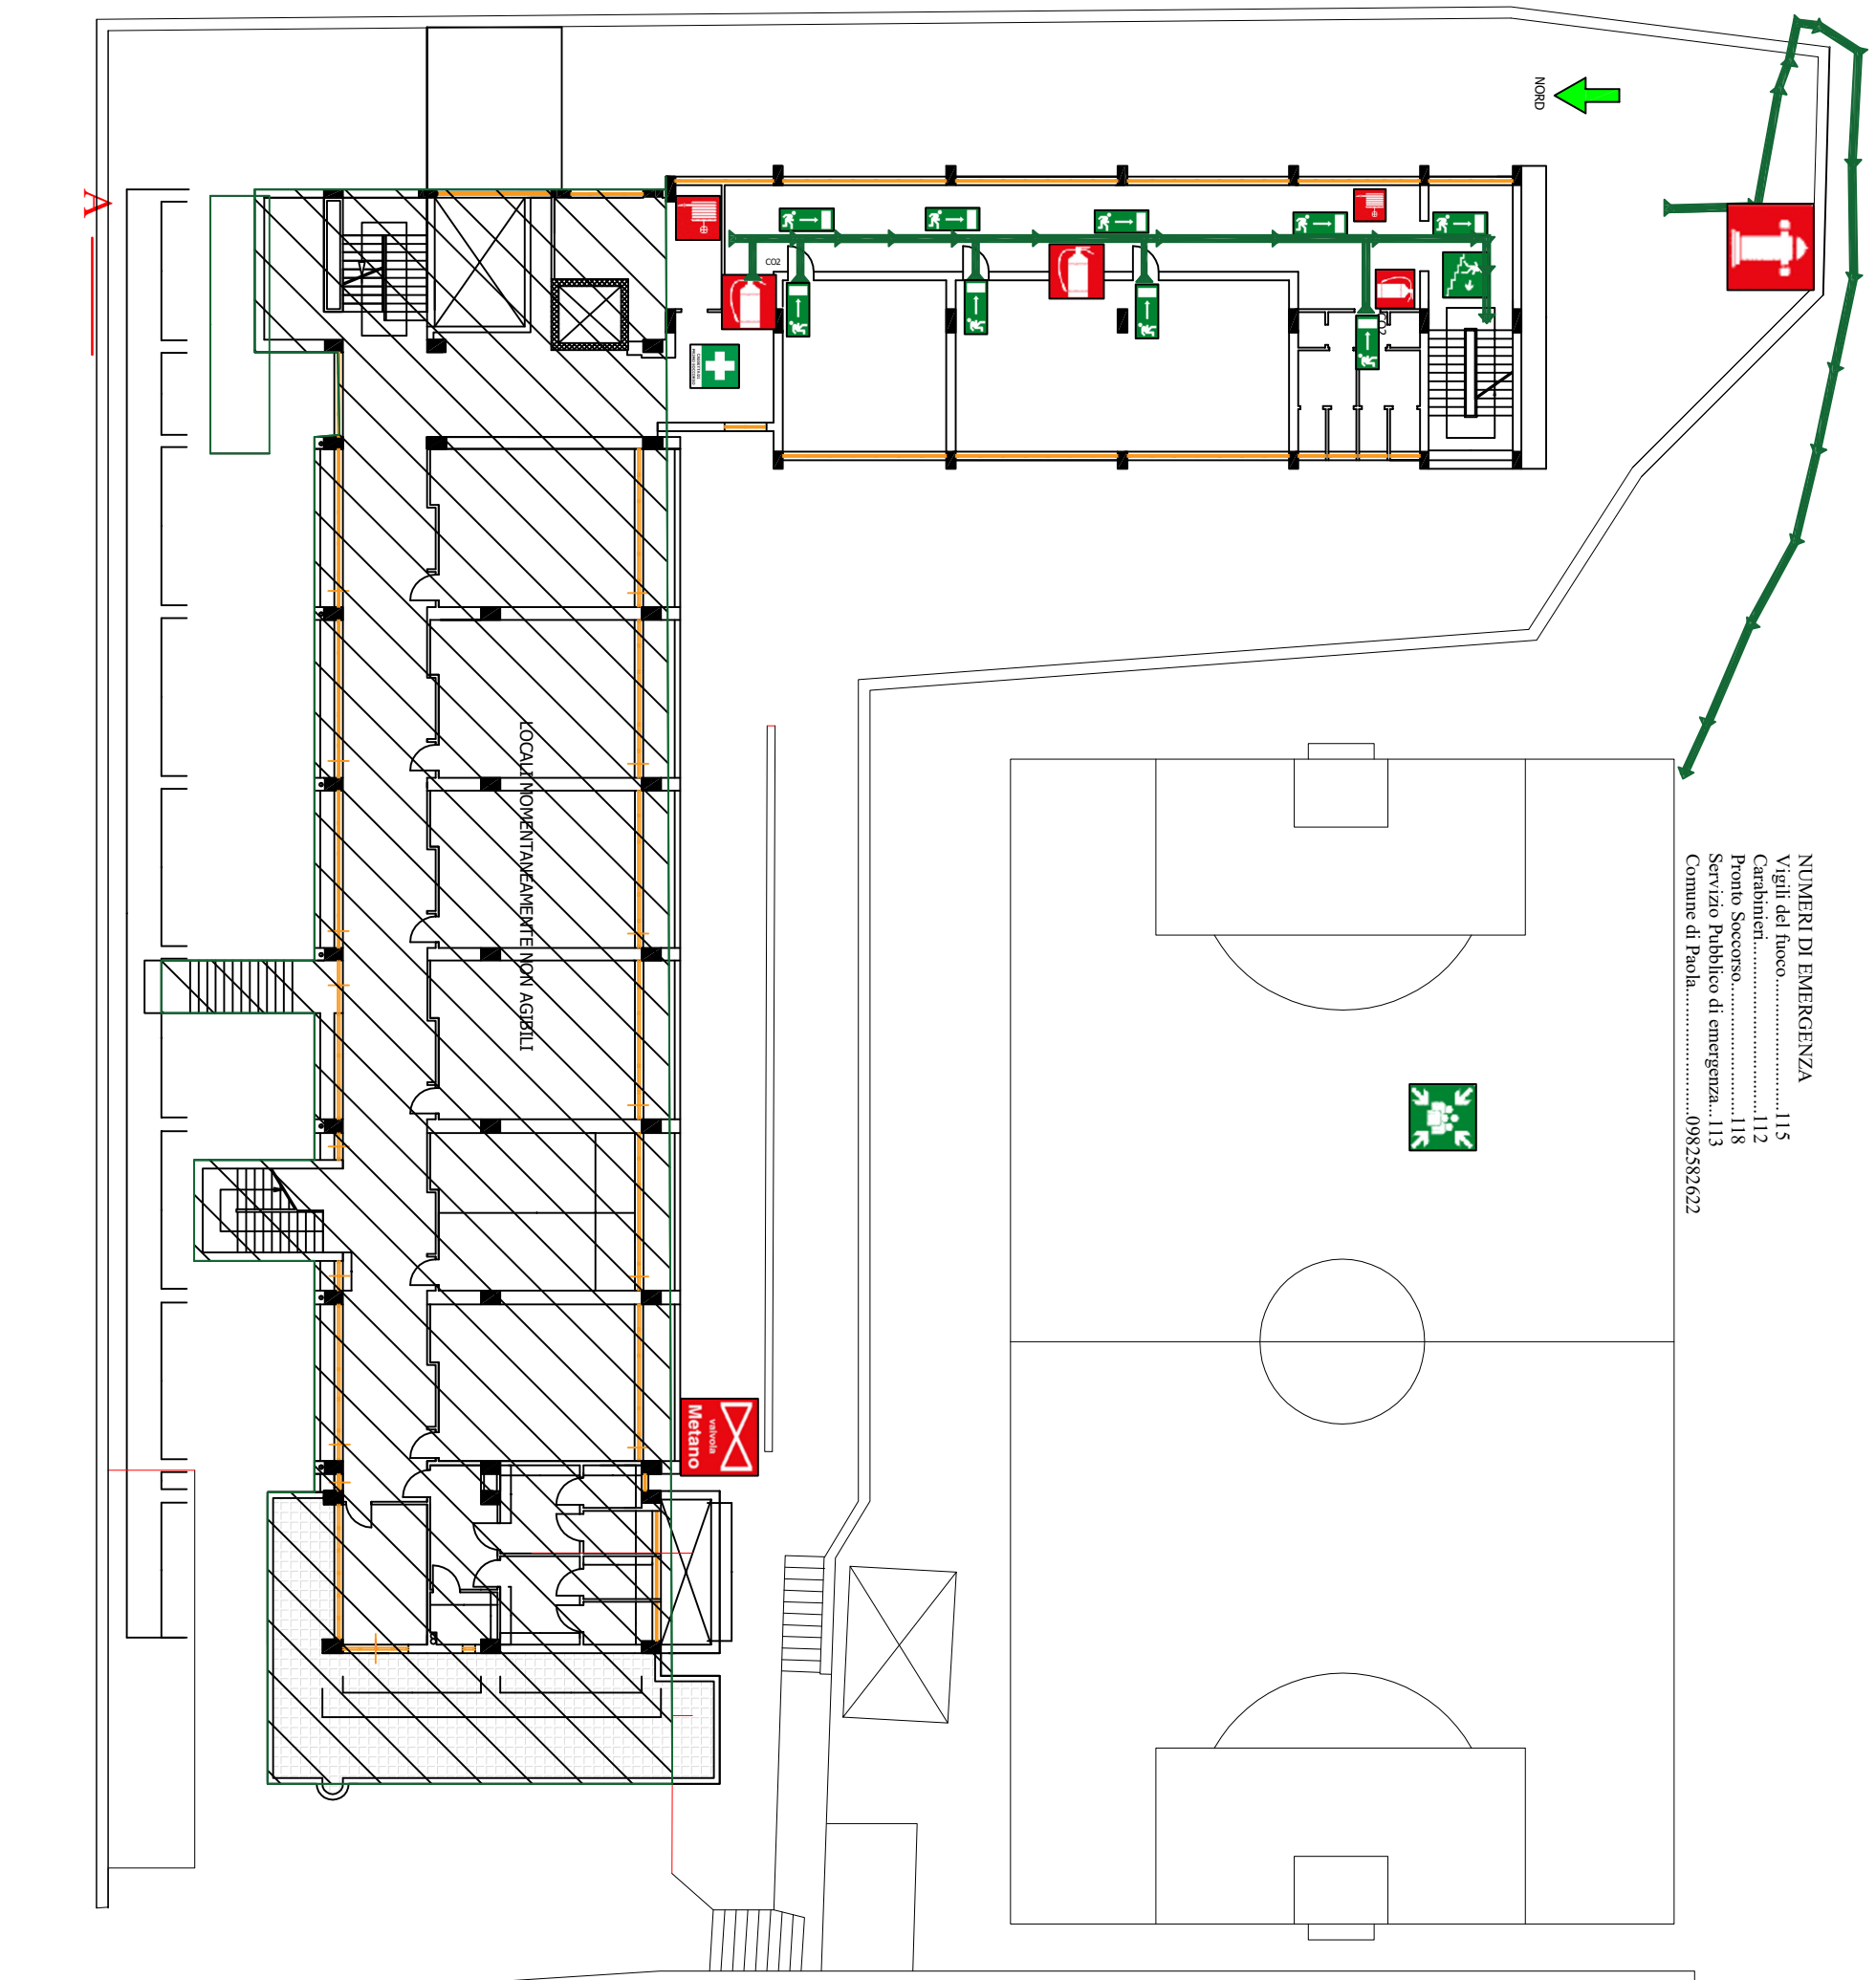 NORD
A
CO2
CO2
LOCALI MOMENTANEAMENTE NON AGIBILI
NUMERI DI EMERGENZA
Vigili del fuoco.........................115
Carabinieri................................112
Pronto Soccorso.......................118
Servizio Pubblico di emergenza...113
Comune di Paola.......................0982582622
valvola
Metano